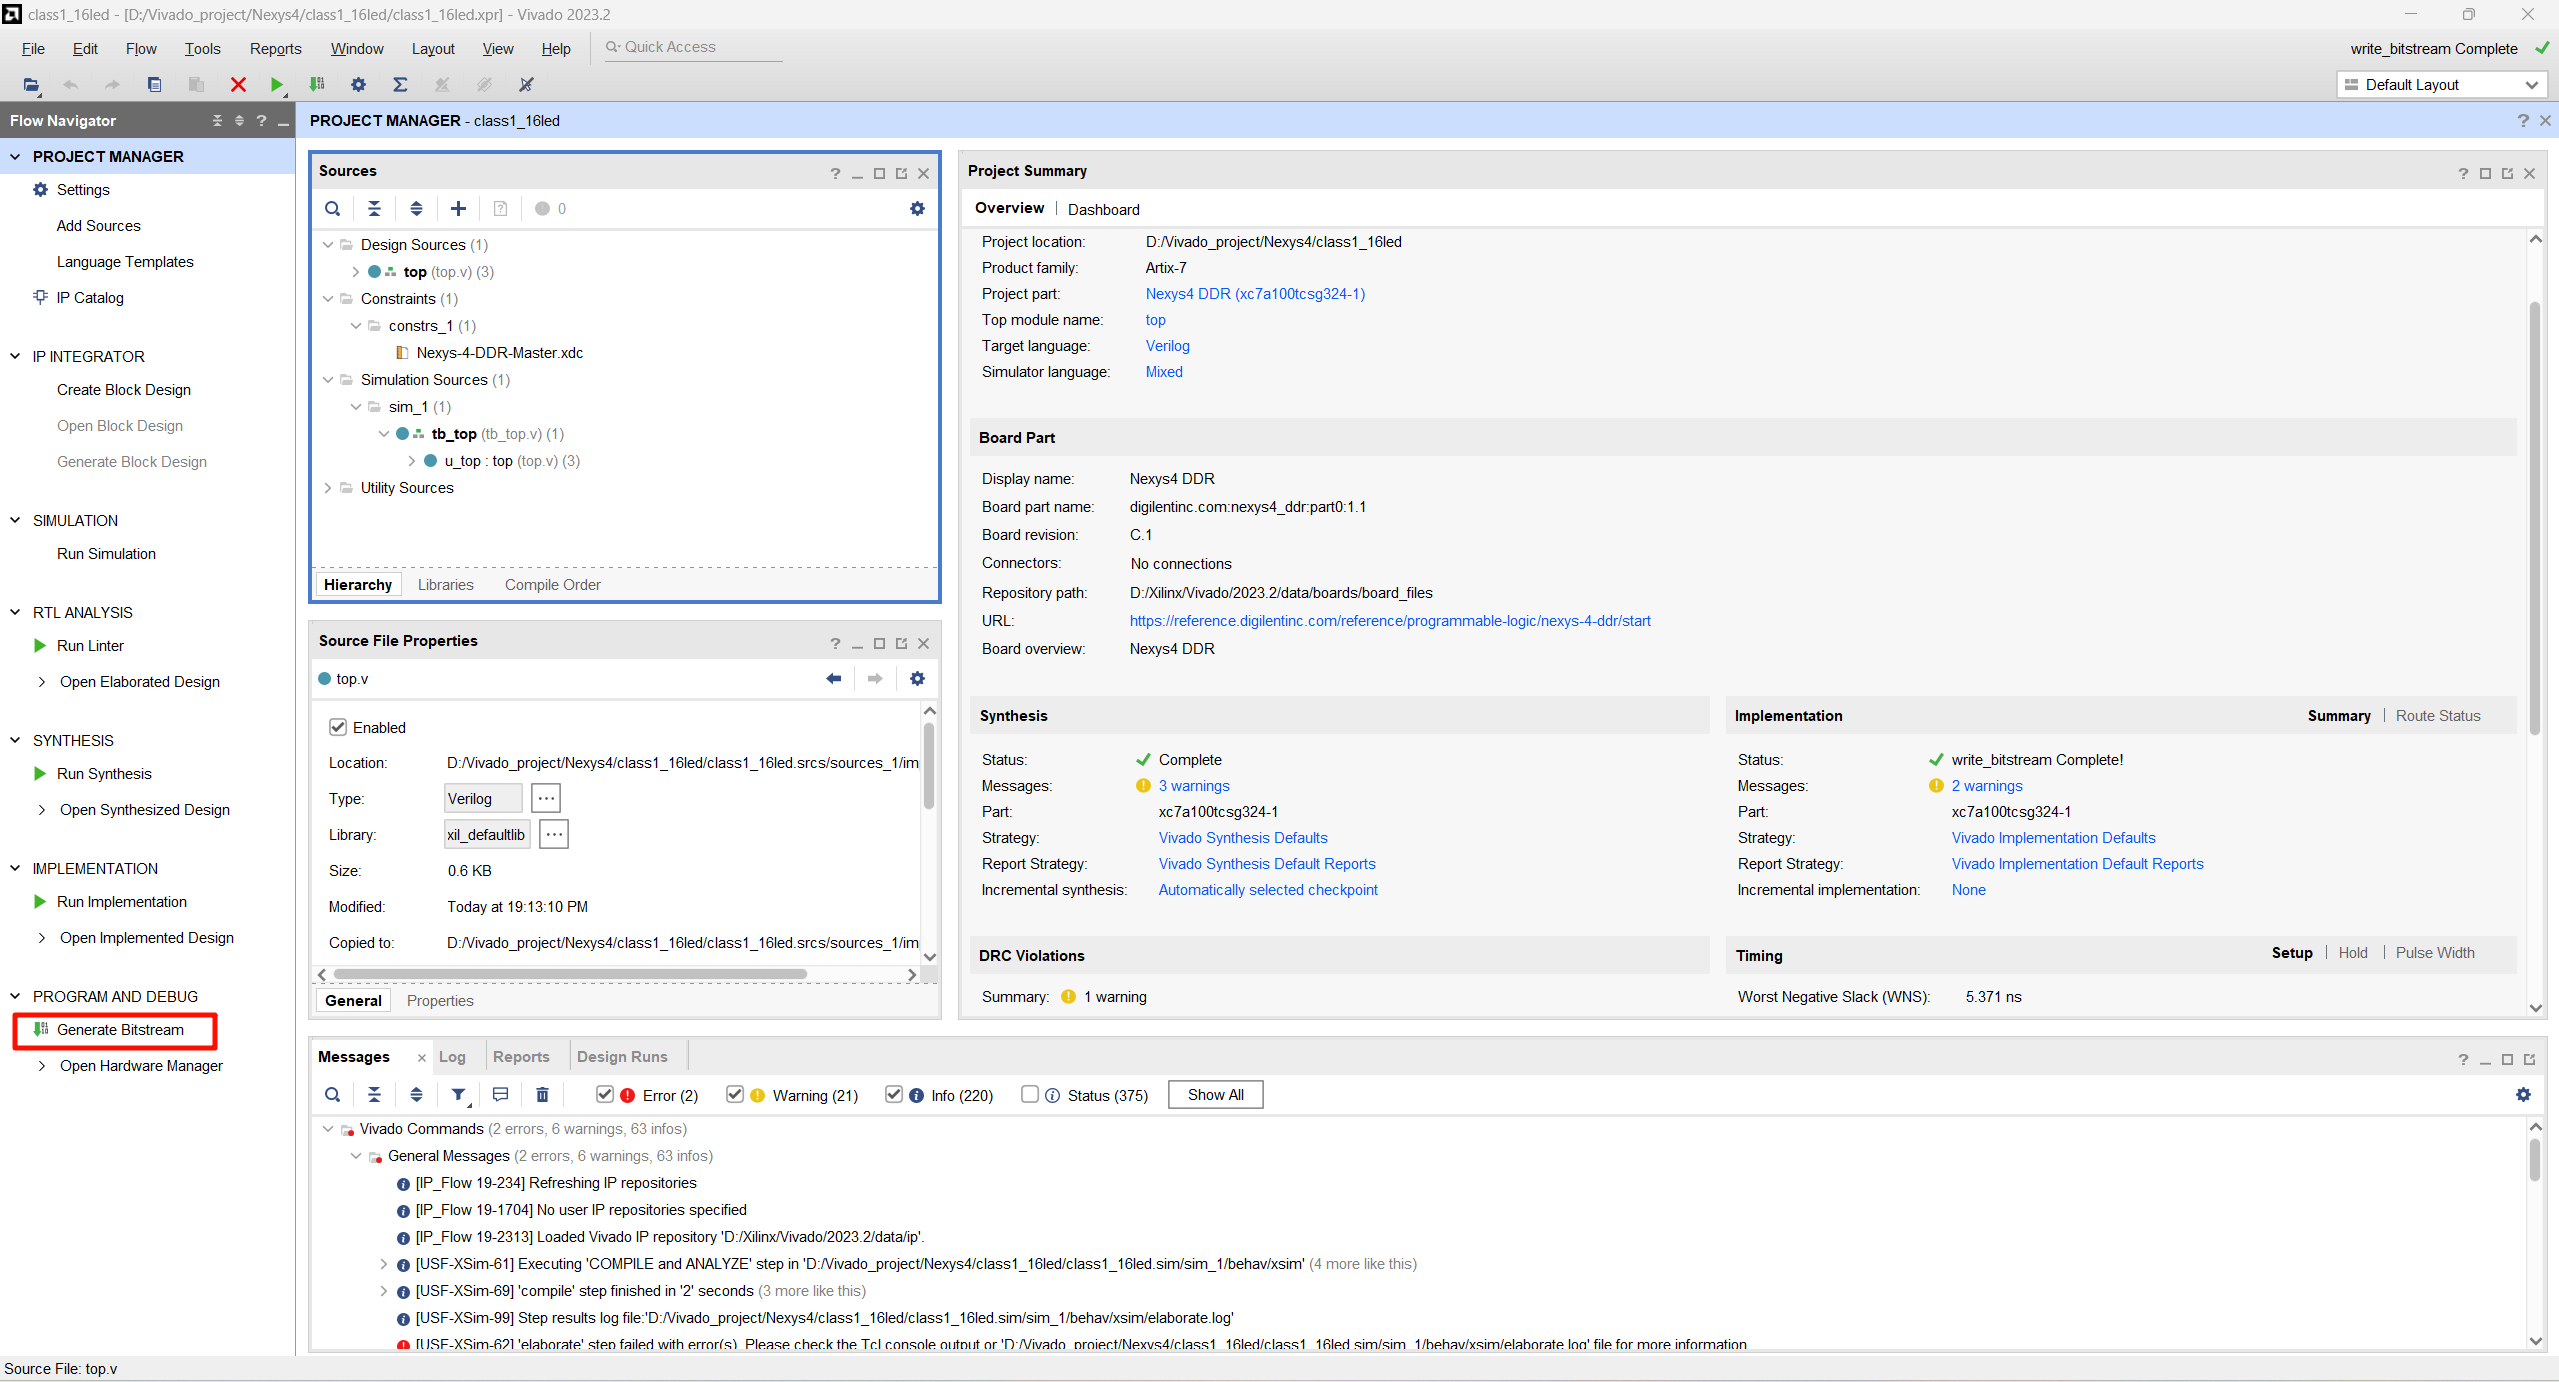 class1_16led - [D:/Vivado_project/Nexys4/class1_16led/class1_16led.xpr] - Vivado 2023.2
File Edit Flow Tools Reports Window Layout View Help Quick Access
write_bitstream Complete
Default Layout
Flow Navigator
PROJECT MANAGER - class1_16led
PROJECT MANAGER
Settings
Add Sources
Language Templates
IP Catalog
IP INTEGRATOR
Create Block Design
Open Block Design
Generate Block Design
SIMULATION
Run Simulation
RTL ANALYSIS
Run Linter
Open Elaborated Design
SYNTHESIS
Run Synthesis
Open Synthesized Design
IMPLEMENTATION
Run Implementation
Open Implemented Design
PROGRAM AND DEBUG
Generate Bitstream
Open Hardware Manager
Sources
0
Design Sources (1)
top (top.v) (3)
Constraints (1)
constrs_1 (1)
Nexys-4-DDR-Master.xdc
Simulation Sources (1)
sim_1 (1)
tb_top (tb_top.v) (1)
u_top : top (top.v) (3)
Utility Sources
Hierarchy Libraries Compile Order
Source File Properties
top.v
Enabled
Location: D:/Vivado_project/Nexys4/class1_16led/class1_16led.srcs/sources_1/im
Type: Verilog
Library: xil_defaultlib
Size: 0.6 KB
Modified: Today at 19:13:10 PM
Copied to: D:/Vivado_project/Nexys4/class1_16led/class1_16led.srcs/sources_1/im
General Properties
Project Summary
Overview | Dashboard
Project location: D:/Vivado_project/Nexys4/class1_16led
Product family: Artix-7
Project part: Nexys4 DDR (xc7a100tcsg324-1)
Top module name: top
Target language: Verilog
Simulator language: Mixed
Board Part
Display name: Nexys4 DDR
Board part name: digilentinc.com:nexys4_ddr:part0:1.1
Board revision: C.1
Connectors: No connections
Repository path: D:/Xilinx/Vivado/2023.2/data/boards/board_files
URL: https://reference.digilentinc.com/reference/programmable-logic/nexys-4-ddr/start
Board overview: Nexys4 DDR
Synthesis
Status: Complete
Messages: 3 warnings
Part: xc7a100tcsg324-1
Strategy: Vivado Synthesis Defaults
Report Strategy: Vivado Synthesis Default Reports
Incremental synthesis: Automatically selected checkpoint
Implementation Summary | Route Status
Status: write_bitstream Complete!
Messages: 2 warnings
Part: xc7a100tcsg324-1
Strategy: Vivado Implementation Defaults
Report Strategy: Vivado Implementation Default Reports
Incremental implementation: None
DRC Violations
Summary: 1 warning
Timing Setup | Hold | Pulse Width
Worst Negative Slack (WNS): 5.371 ns
Messages Log Reports Design Runs
Error (2) Warning (21) Info (220) Status (375) Show All
Vivado Commands (2 errors, 6 warnings, 63 infos)
General Messages (2 errors, 6 warnings, 63 infos)
[IP_Flow 19-234] Refreshing IP repositories
[IP_Flow 19-1704] No user IP repositories specified
[IP_Flow 19-2313] Loaded Vivado IP repository 'D:/Xilinx/Vivado/2023.2/data/ip'.
[USF-XSim-61] Executing 'COMPILE and ANALYZE' step in 'D:/Vivado_project/Nexys4/class1_16led/class1_16led.sim/sim_1/behav/xsim' (4 more like this)
[USF-XSim-69] 'compile' step finished in '2' seconds (3 more like this)
[USF-XSim-99] Step results log file:'D:/Vivado_project/Nexys4/class1_16led/class1_16led.sim/sim_1/behav/xsim/elaborate.log'
[USF-XSim-62] 'elaborate' step failed with error(s). Please check the Tcl console output or 'D:/Vivado_project/Nexys4/class1_16led/class1_16led.sim/sim_1/behav/xsim/elaborate.log' file for more information
Source File: top.v